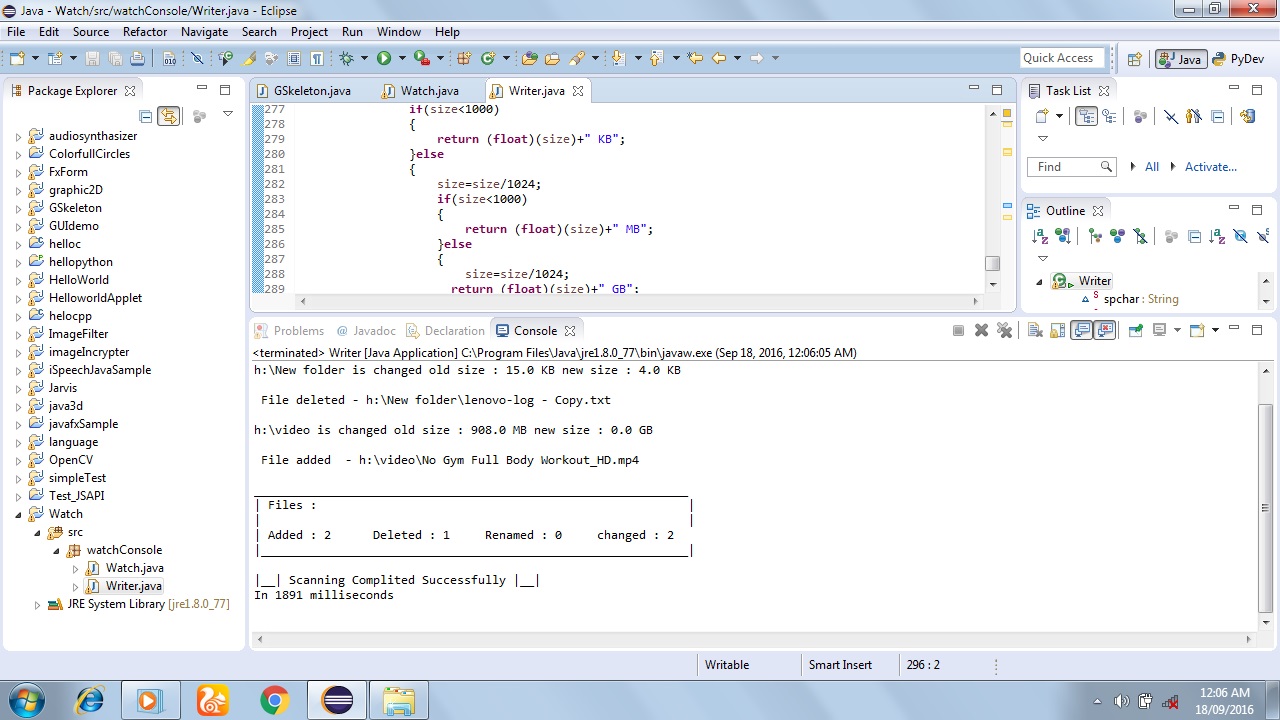 Java - Watch/src/watchConsole/Writer.java - Eclipse
File Edit Source Refactor Navigate Search Project Run Window Help
Quick Access
Java
PyDev
Package Explorer
audiosynthasizer
ColorfullCircles
FxForm
graphic2D
GSkeleton
GUIdemo
helloc
hellopython
HelloWorld
HelloworldApplet
helocpp
ImageFilter
imageIncrypter
iSpeechJavaSample
Jarvis
java3d
javafxSample
language
OpenCV
simpleTest
Test_JSAPI
Watch
src
watchConsole
Watch.java
Writer.java
JRE System Library [jre1.8.0_77]
GSkeleton.java Watch.java Writer.java
277 if(size<1000)
278 {
279 return (float)(size)+" KB";
280 }else
281 {
282 size=size/1024;
283 if(size<1000)
284 {
285 return (float)(size)+" MB";
286 }else
287 {
288 size=size/1024;
289 return (float)(size)+" GB";
Task List
Find All Activate...
Outline
Writer
spchar : String
Problems @ Javadoc Declaration Console
<terminated> Writer [Java Application] C:\Program Files\Java\jre1.8.0_77\bin\javaw.exe (Sep 18, 2016, 12:06:05 AM)
h:\New folder is changed old size : 15.0 KB new size : 4.0 KB
File deleted - h:\New folder\lenovo-log - Copy.txt
h:\video is changed old size : 908.0 MB new size : 0.0 GB
File added  - h:\video\No Gym Full Body Workout_HD.mp4
| Files : |
| Added : 2 Deleted : 1 Renamed : 0 changed : 2
|__| Scanning Complited Successfully |__|
In 1891 milliseconds
Writable Smart Insert 296 : 2
12:06 AM
18/09/2016